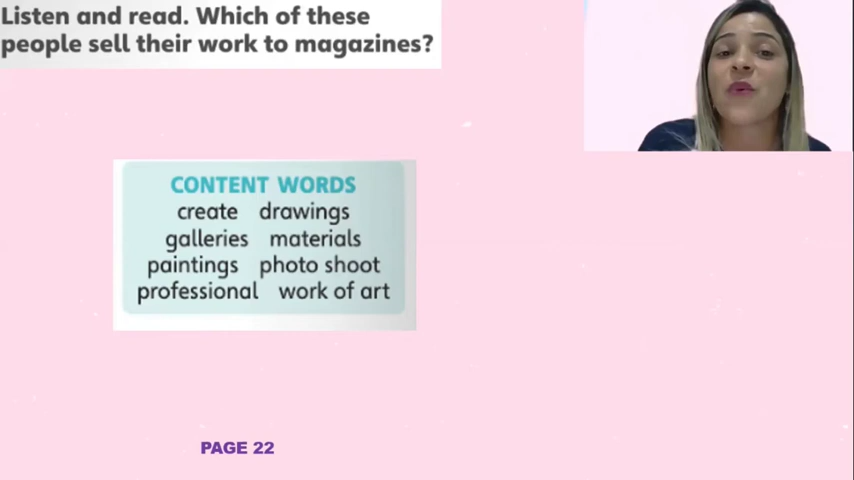 Listen and read. Which of these
people sell their work to magazines?
CONTENT WORDS
create drawings
galleries materials
paintings photo shoot
professional work of art
PAGE 22